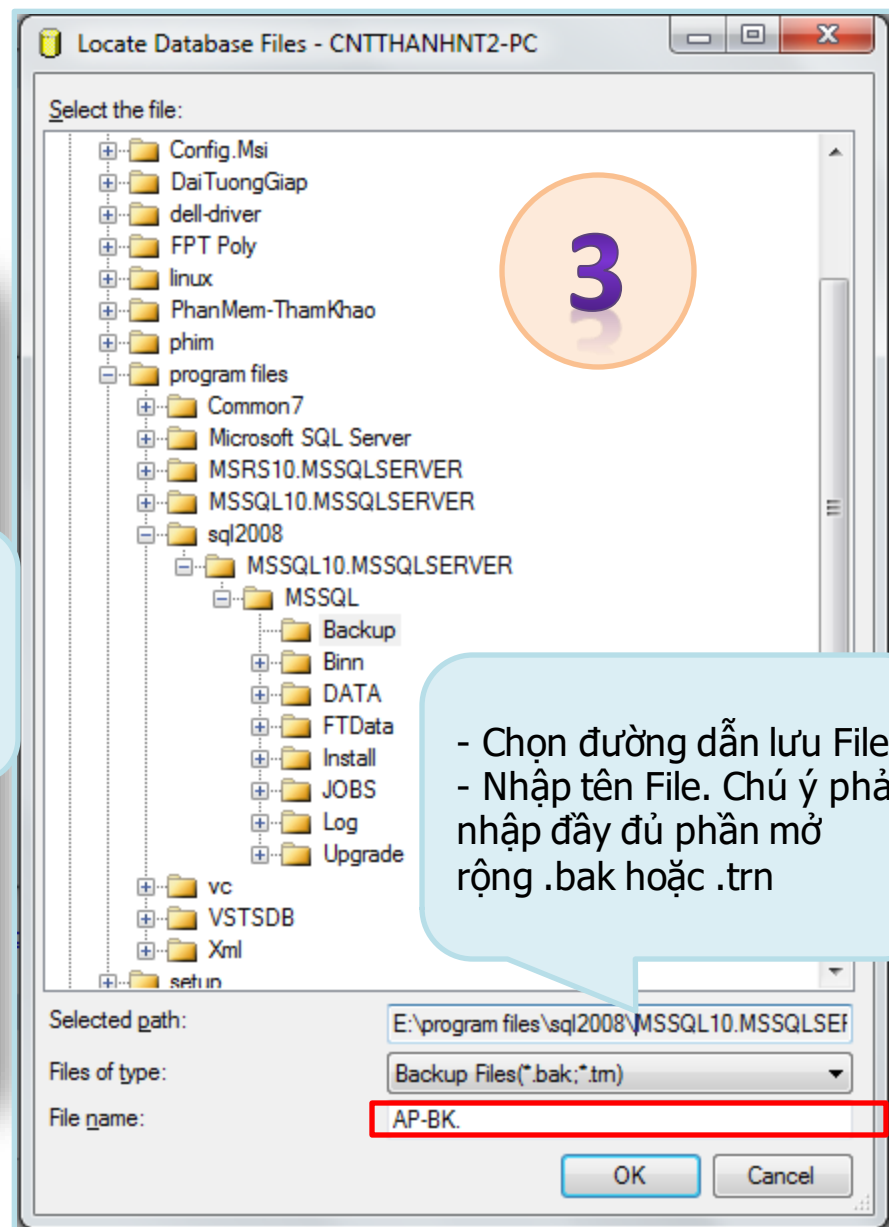 Locate Database Files - CNTTHANHNT2-PC
Select the file:
Config.Msi
DaiTuongGiap
dell-driver
FPT Poly
linux
PhanMem-ThamKhao
phim
program files
Common7
Microsoft SQL Server
MSRS10.MSSQLSERVER
MSSQL10.MSSQLSERVER
sql2008
MSSQL10.MSSQLSERVER
MSSQL
Backup
Binn
DATA
FTData
Install
JOBS
Log
Upgrade
vc
VSTSDB
Xml
setup
3
- Chọn đường dẫn lưu File
- Nhập tên File. Chú ý phả
nhập đầy đủ phần mở
rộng .bak hoặc .trn
Selected path:
E:\program files\sql2008\MSSQL10.MSSQLSEF
Files of type:
Backup Files(*.bak;*.trn)
File name:
AP-BK.
OK
Cancel